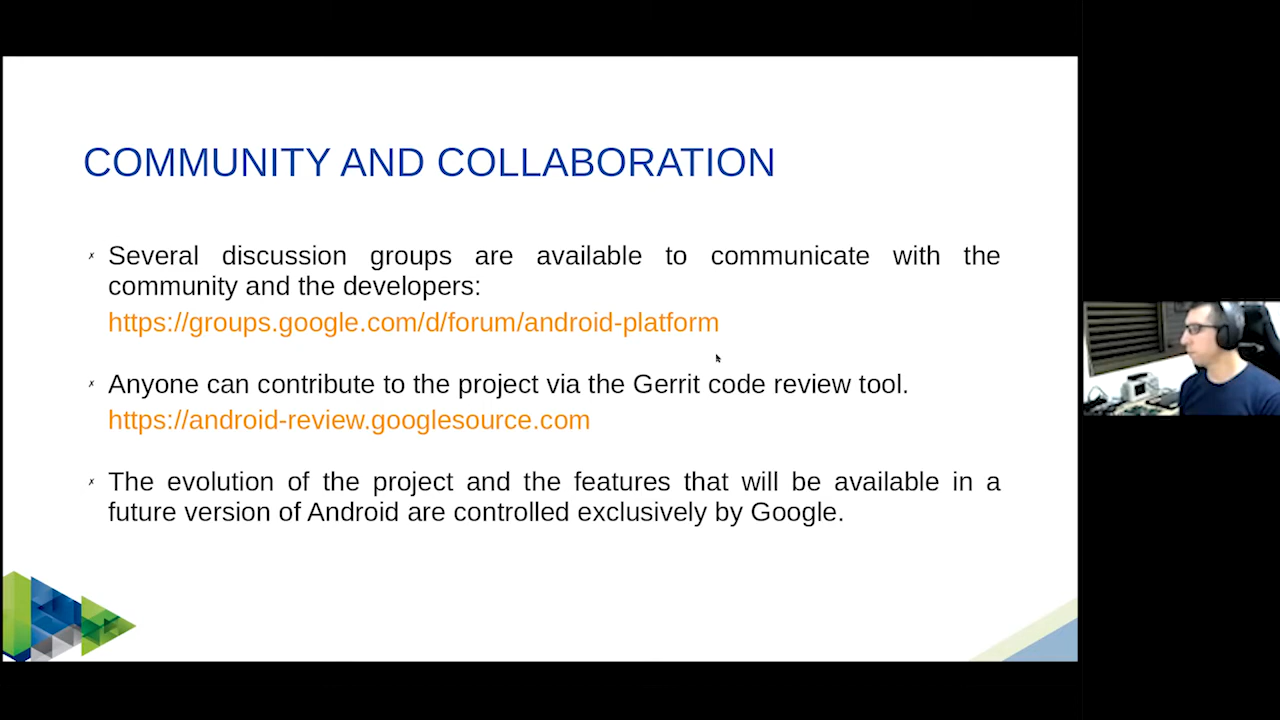 COMMUNITY AND COLLABORATION
Several discussion groups are available to communicate with the
community and the developers:
https://groups.google.com/d/forum/android-platform
Anyone can contribute to the project via the Gerrit code review tool.
https://android-review.googlesource.com
The evolution of the project and the features that will be available in a
future version of Android are controlled exclusively by Google.